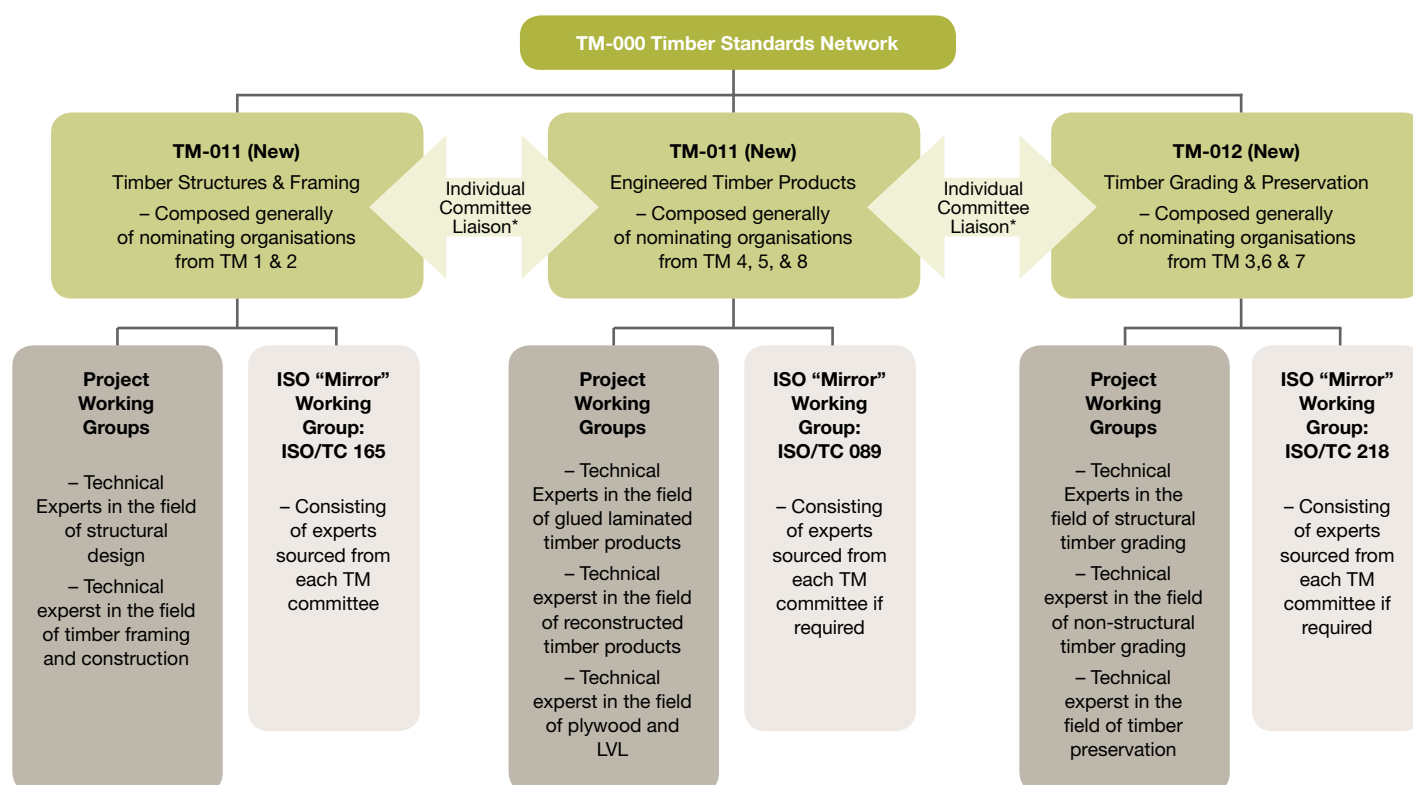 TM-000 Timber Standards Network
TM-011 (New)
Timber Structures & Framing
– Composed generally
of nominating organisations
from TM 1 & 2
Individual
Committee
Liaison*
TM-011 (New)
Engineered Timber Products
– Composed generally
of nominating organisations
from TM 4, 5, & 8
Individual
Committee
Liaison*
TM-012 (New)
Timber Grading & Preservation
– Composed generally
of nominating organisations
from TM 3,6 & 7
Project
Working
Groups
– Technical
Experts in the field
of structural
design
– Technical
experst in the field
of timber framing
and construction
ISO “Mirror”
Working
Group:
ISO/TC 165
– Consisting
of experts
sourced from
each TM
committee
Project
Working
Groups
– Technical
Experts in the field
of glued laminated
timber products
– Technical
experst in the field
of reconstructed
timber products
– Technical
experst in the field
of plywood and
LVL
ISO “Mirror”
Working
Group:
ISO/TC 089
– Consisting
of experts
sourced from
each TM
committee if
required
Project
Working
Groups
– Technical
Experts in the
field of structural
timber grading
– Technical
experst in the field
of non-structural
timber grading
– Technical
experst in the
field of timber
preservation
ISO “Mirror”
Working
Group:
ISO/TC 218
– Consisting
of experts
sourced from
each TM
committee if
required